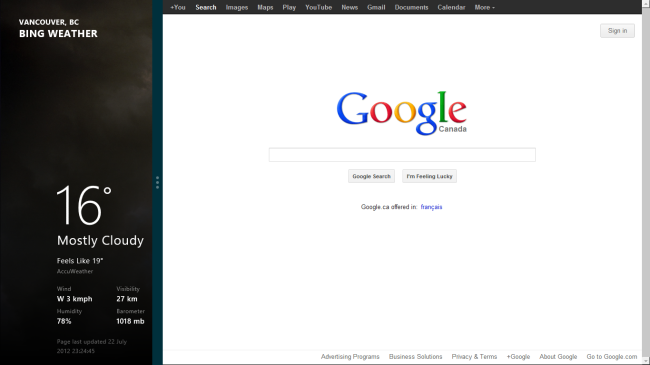 VANCOUVER, BC
BING WEATHER
16°
Mostly Cloudy
Feels Like 19°
AccuWeather
Wind Visibility
W 3 kmph 27 km
Humidity Barometer
78% 1018 mb
Page last updated 22 July
2012 23:24:45
+You Search Images Maps Play YouTube News Gmail Documents Calendar More
Sign in
Google
Canada
Google Search I'm Feeling Lucky
Google.ca offered in: français
Advertising Programs Business Solutions Privacy & Terms +Google About Google Go to Google.com